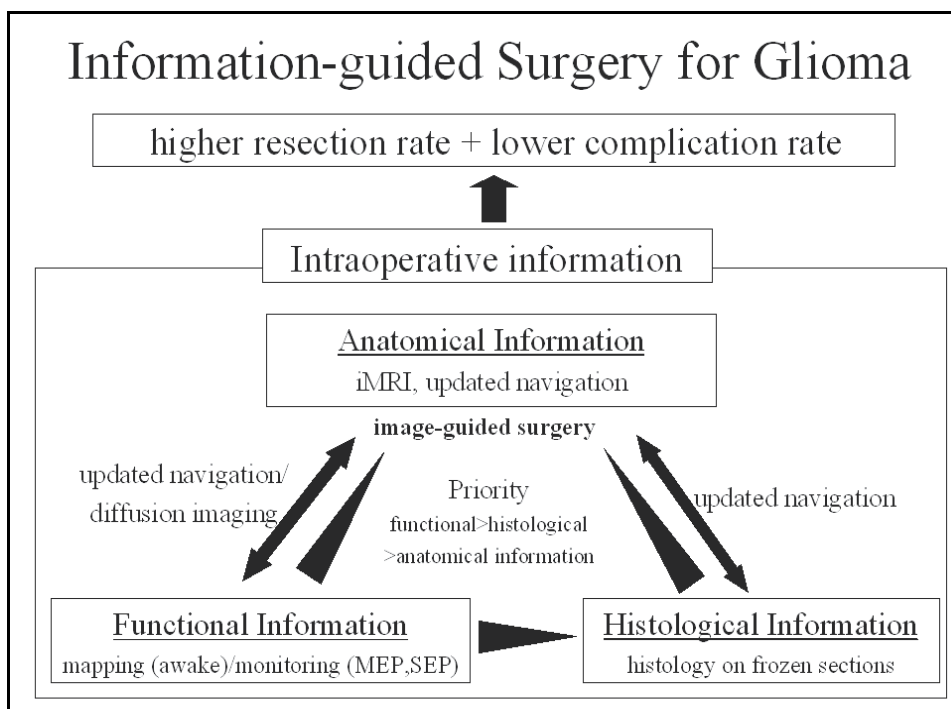 Information-guided Surgery for Glioma
higher resection rate + lower complication rate
Intraoperative information
Anatomical Information
iMRI, updated navigation
image-guided surgery
updated navigation/
diffusion imaging
Priority
functional>histological
>anatomical information
updated navigation
Functional Information
mapping (awake)/monitoring (MEP,SEP)
Histological Information
histology on frozen sections